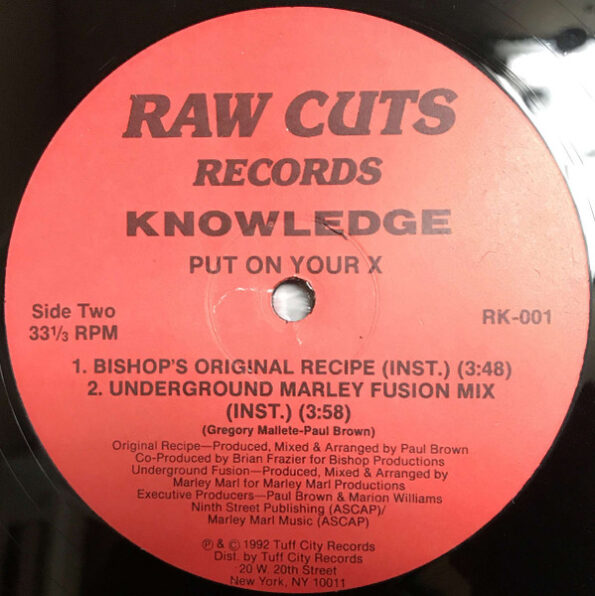 RAW CUTS
RECORDS
KNOWLEDGE
PUT ON YOUR X
Side Two
33⅓ RPM
RK-001
1. BISHOP'S ORIGINAL RECIPE (INST.) (3:48)
2. UNDERGROUND MARLEY FUSION MIX
(INST.) (3:58)
(Gregory Mallete-Paul Brown)
Original Recipe—Produced, Mixed & Arranged by Paul Brown
Co-Produced by Brian Frazier for Bishop Productions
Underground Fusion—Produced, Mixed & Arranged by
Marley Marl for Marley Marl Productions
Executive Producers—Paul Brown & Marion Williams
Ninth Street Publishing (ASCAP)/
Marley Marl Music (ASCAP)
℗ & © 1992 Tuff City Records
Dist. by Tuff City Records
20 W. 20th Street
New York, NY 10011